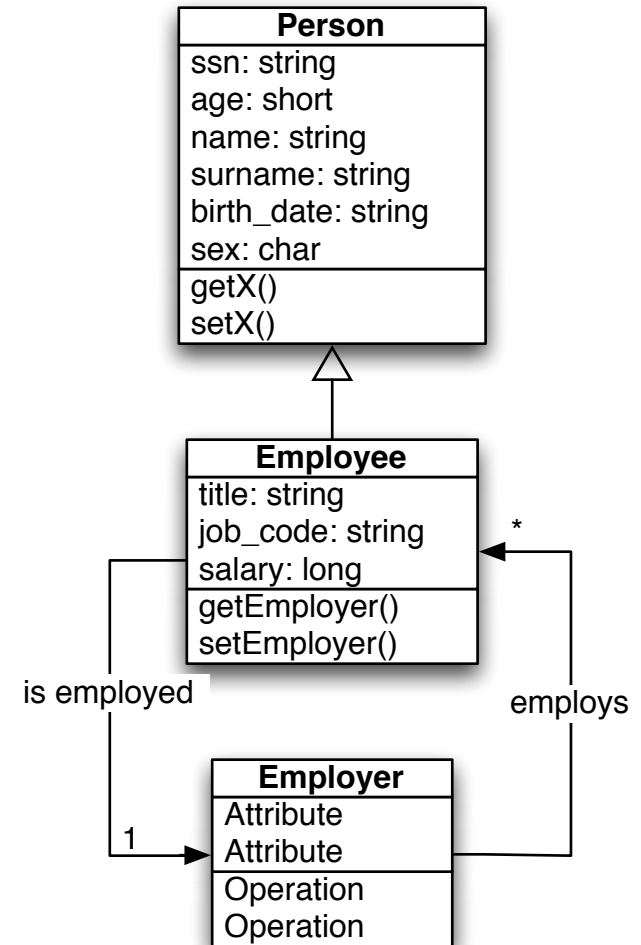 Person
ssn: string
age: short
name: string
surname: string
birth_date: string
sex: char
getX()
setX()
Employee
title: string
job_code: string
salary: long
getEmployer()
setEmployer()
*
is employed
employs
1
Employer
Attribute
Attribute
Operation
Operation